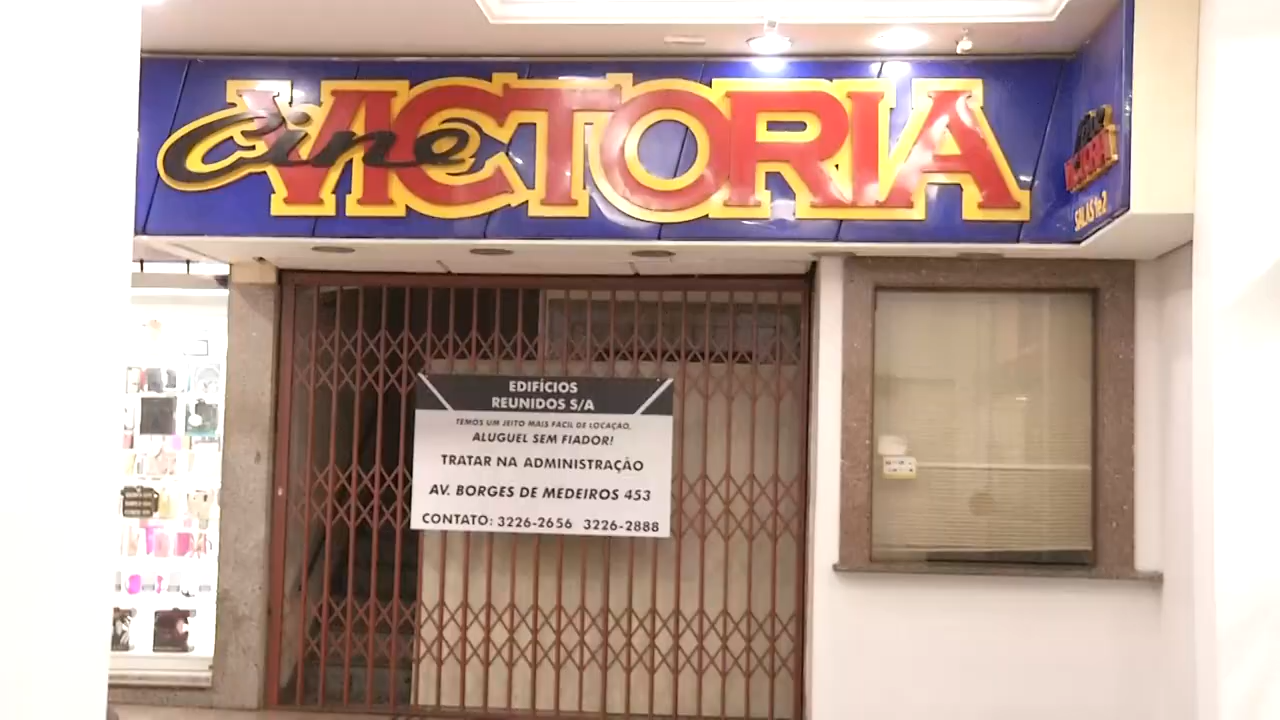 Cine VICTORIA
VICTORIA
SALAS 1e2
EDIFÍCIOS
REUNIDOS S/A
TEMOS UM JEITO MAIS FÁCIL DE LOCAÇÃO,
ALUGUEL SEM FIADOR!
TRATAR NA ADMINISTRAÇÃO
AV. BORGES DE MEDEIROS 453
CONTATO: 3226-2656 3226-2888